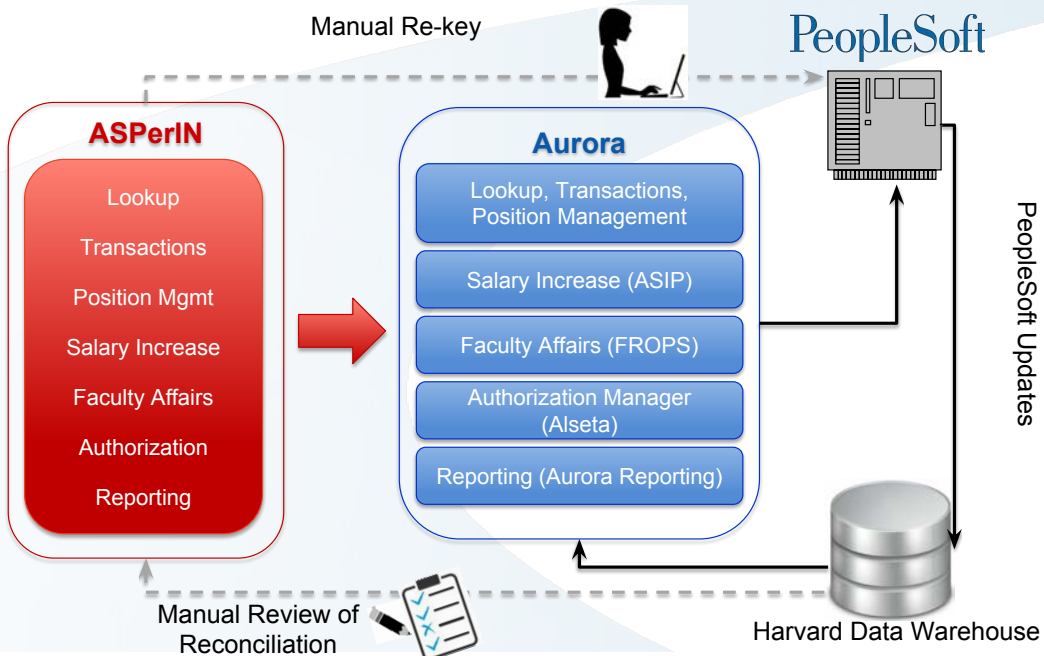 Manual Re-key
PeopleSoft
ASPerIN
Lookup
Transactions
Position Mgmt
Salary Increase
Faculty Affairs
Authorization
Reporting
Aurora
Lookup, Transactions,
Position Management
Salary Increase (ASIP)
Faculty Affairs (FROPS)
Authorization Manager
(Alseta)
Reporting (Aurora Reporting)
PeopleSoft Updates
Manual Review of
Reconciliation
Harvard Data Warehouse